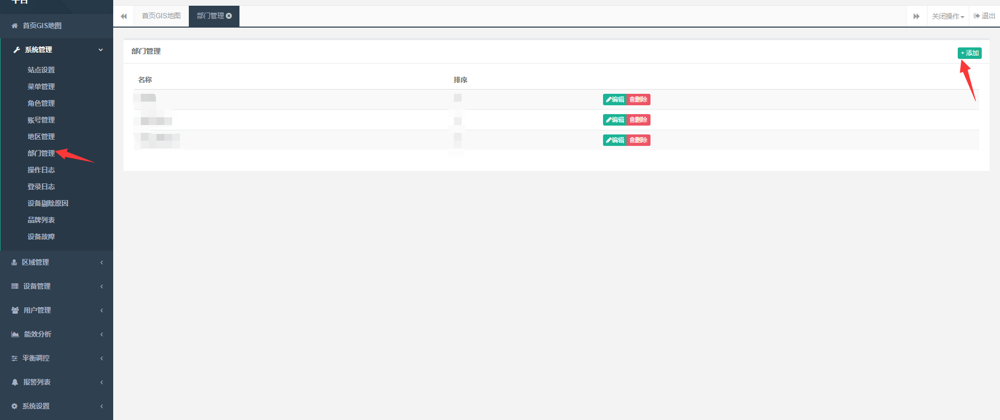 平台
首页GIS地图
系统管理
站点设置
菜单管理
角色管理
账号管理
地区管理
部门管理
操作日志
登录日志
设备剔除原因
品牌列表
设备故障
区域管理
设备管理
用户管理
能效分析
平衡调控
报警列表
系统设置
首页GIS地图 部门管理 关闭操作 退出
部门管理 + 添加
名称 排序
编辑 删除
编辑 删除
编辑 删除